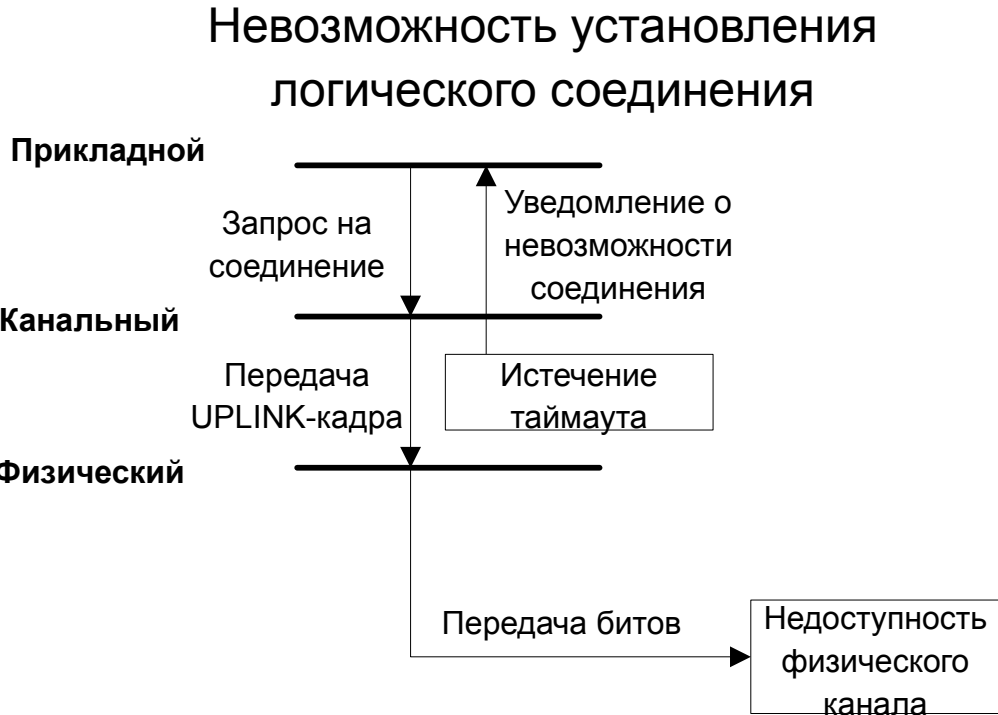 Невозможность установления
логического соединения
Прикладной
Запрос на
соединение
Уведомление о
невозможности
соединения
Канальный
Передача
UPLINK-кадра
Истечение
таймаута
Физический
Передача битов
Недоступность
физического
канала